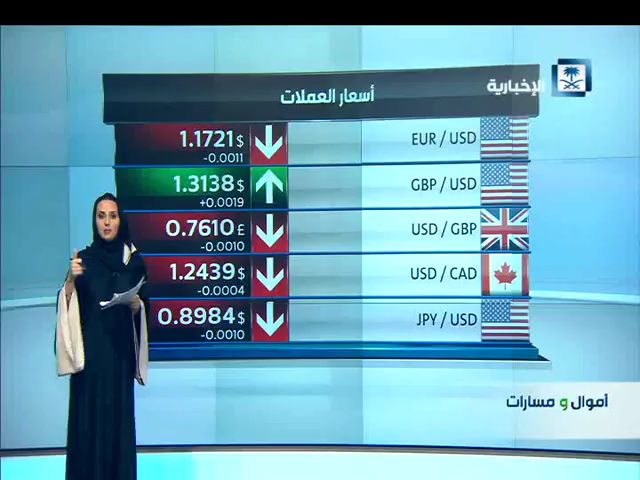 الإخبارية
أسعار العملات
EUR / USD
1.1721$
-0.0011
GBP / USD
1.3138$
+0.0019
USD / GBP
0.7610£
-0.0010
USD / CAD
1.2439$
-0.0004
JPY / USD
0.8984$
-0.0010
أموال و مسارات